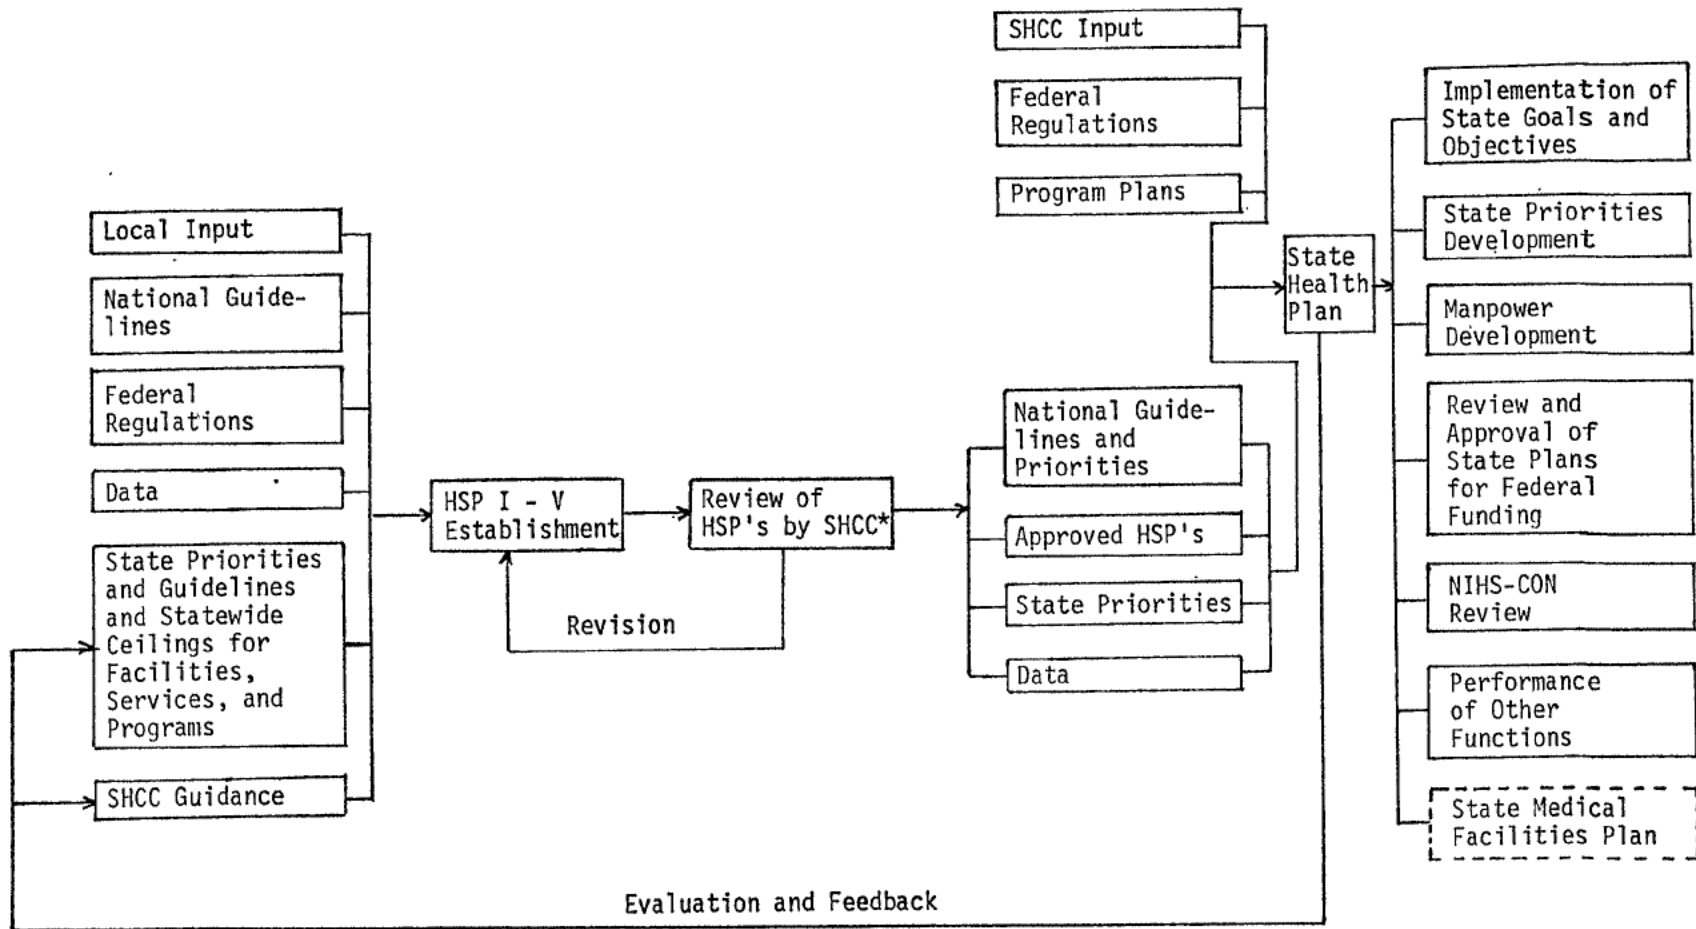 Local Input
National Guide-
lines
Federal
Regulations
Data
State Priorities
and Guidelines
and Statewide
Ceilings for
Facilities,
Services, and
Programs
SHCC Guidance
HSP I - V
Establishment
Review of
HSP's by SHCC*
Revision
SHCC Input
Federal
Regulations
Program Plans
National Guide-
lines and
Priorities
Approved HSP's
State Priorities
Data
State
Health
Plan
Implementation of
State Goals and
Objectives
State Priorities
Development
Manpower
Development
Review and
Approval of
State Plans
for Federal
Funding
NIHS-CON
Review
Performance
of Other
Functions
State Medical
Facilities Plan
Evaluation and Feedback